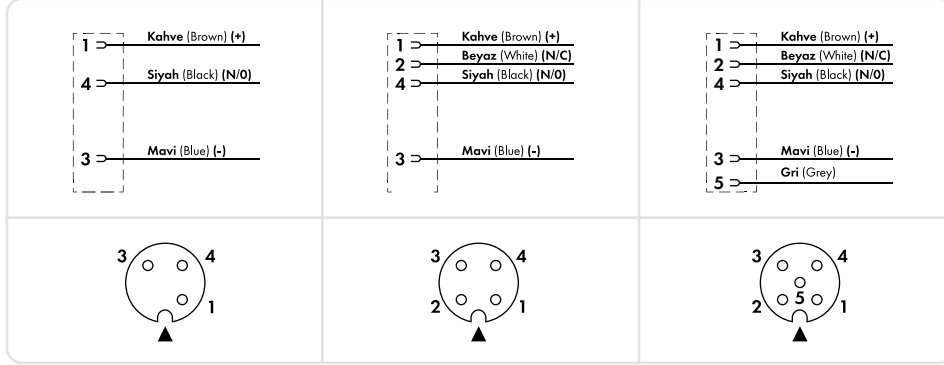 1 Kahve (Brown) (+)
4 Siyah (Black) (N/0)
3 Mavi (Blue) (-)
1 Kahve (Brown) (+)
2 Beyaz (White) (N/C)
4 Siyah (Black) (N/0)
3 Mavi (Blue) (-)
1 Kahve (Brown) (+)
2 Beyaz (White) (N/C)
4 Siyah (Black) (N/0)
3 Mavi (Blue) (-)
5 Gri (Grey)
3 4
1
3 4
2 1
3 4
2 5 1